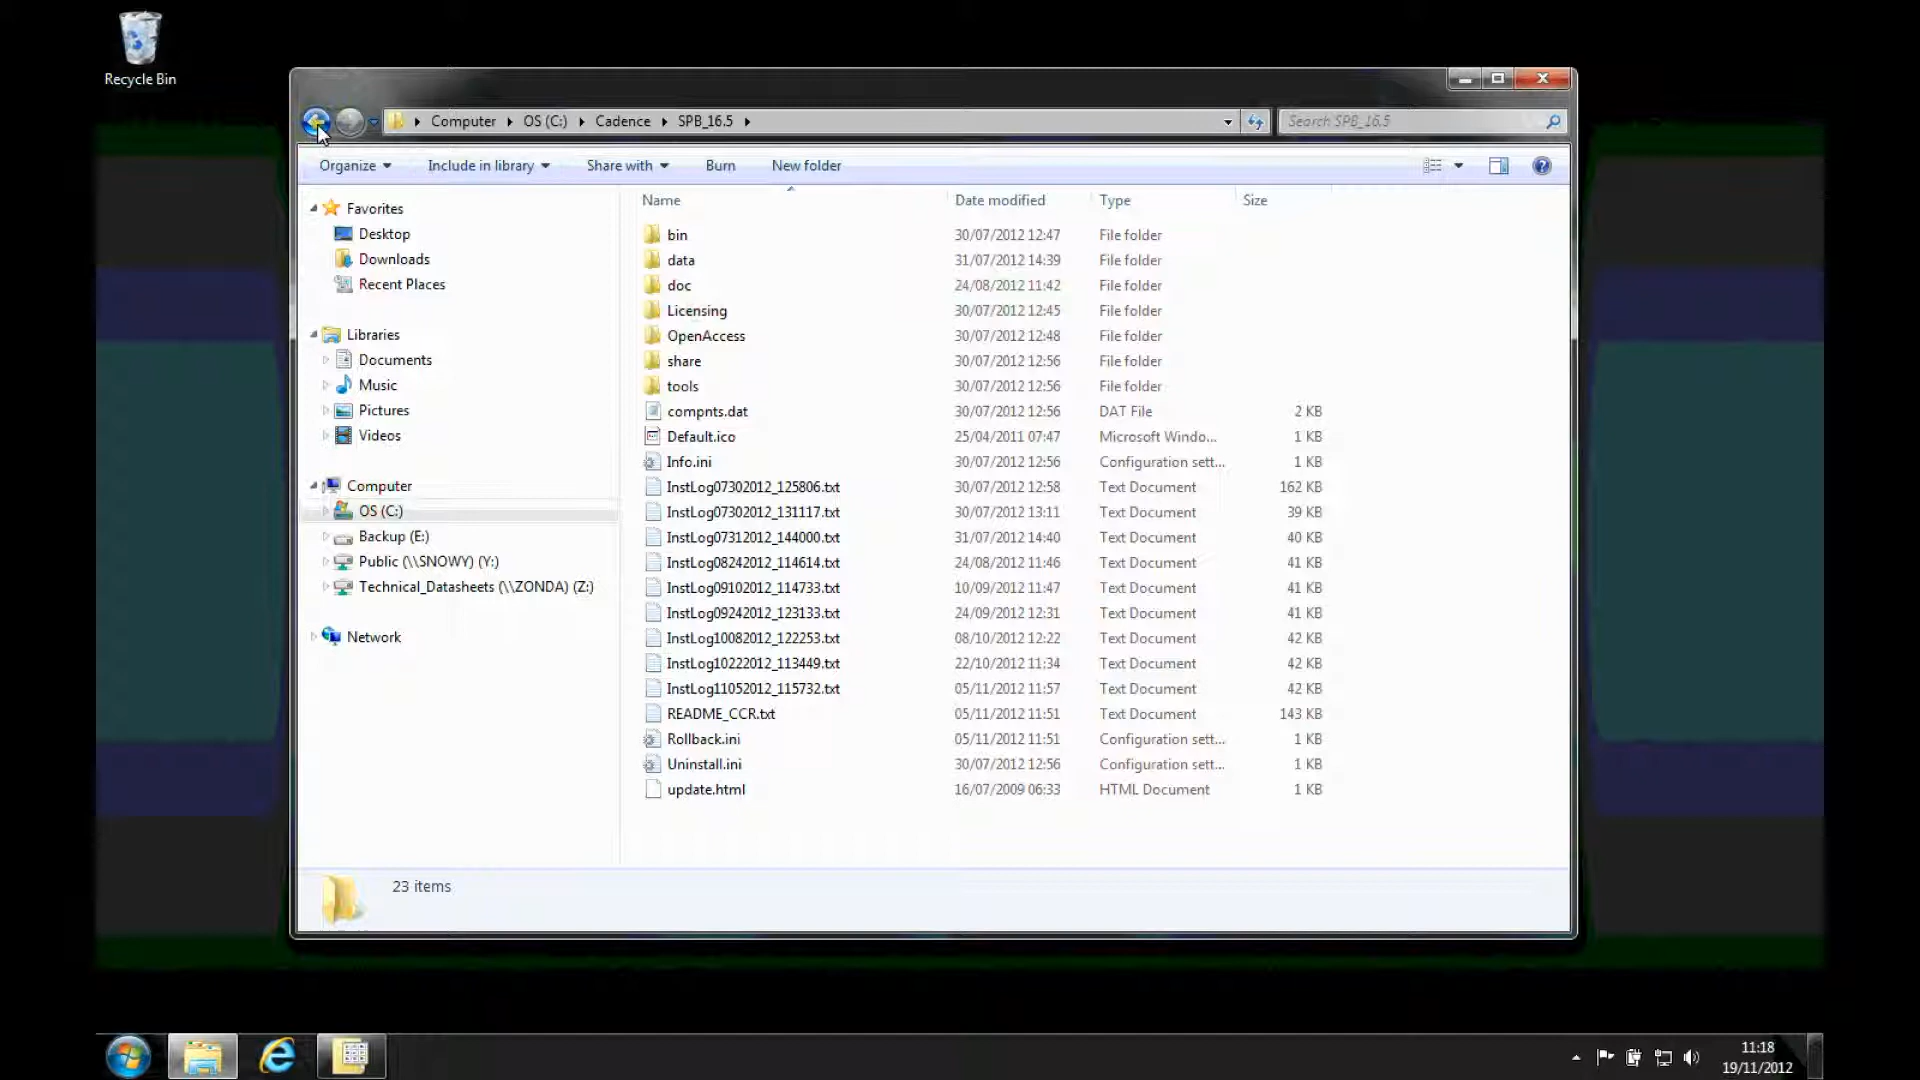 Recycle Bin
Computer OS (C:) Cadence SPB_16.5
Search SPB_16.5
Organize Include in library Share with Burn New folder
Name Date modified Type Size
Favorites
Desktop
Downloads
Recent Places
Libraries
Documents
Music
Pictures
Videos
Computer
OS (C:)
Backup (E:)
Public (\\SNOWY) (Y:)
Technical_Datasheets (\\ZONDA) (Z:)
Network
bin 30/07/2012 12:47 File folder
data 31/07/2012 14:39 File folder
doc 24/08/2012 11:42 File folder
Licensing 30/07/2012 12:45 File folder
OpenAccess 30/07/2012 12:48 File folder
share 30/07/2012 12:56 File folder
tools 30/07/2012 12:56 File folder
compnts.dat 30/07/2012 12:56 DAT File 2 KB
Default.ico 25/04/2011 07:47 Microsoft Windo... 1 KB
Info.ini 30/07/2012 12:56 Configuration sett... 1 KB
InstLog07302012_125806.txt 30/07/2012 12:58 Text Document 162 KB
InstLog07302012_131117.txt 30/07/2012 13:11 Text Document 39 KB
InstLog07312012_144000.txt 31/07/2012 14:40 Text Document 40 KB
InstLog08242012_114614.txt 24/08/2012 11:46 Text Document 41 KB
InstLog09102012_114733.txt 10/09/2012 11:47 Text Document 41 KB
InstLog09242012_123133.txt 24/09/2012 12:31 Text Document 41 KB
InstLog10082012_122253.txt 08/10/2012 12:22 Text Document 42 KB
InstLog10222012_113449.txt 22/10/2012 11:34 Text Document 42 KB
InstLog11052012_115732.txt 05/11/2012 11:57 Text Document 42 KB
README_CCR.txt 05/11/2012 11:51 Text Document 143 KB
Rollback.ini 05/11/2012 11:51 Configuration sett... 1 KB
Uninstall.ini 30/07/2012 12:56 Configuration sett... 1 KB
update.html 16/07/2009 06:33 HTML Document 1 KB
23 items
11:18
19/11/2012